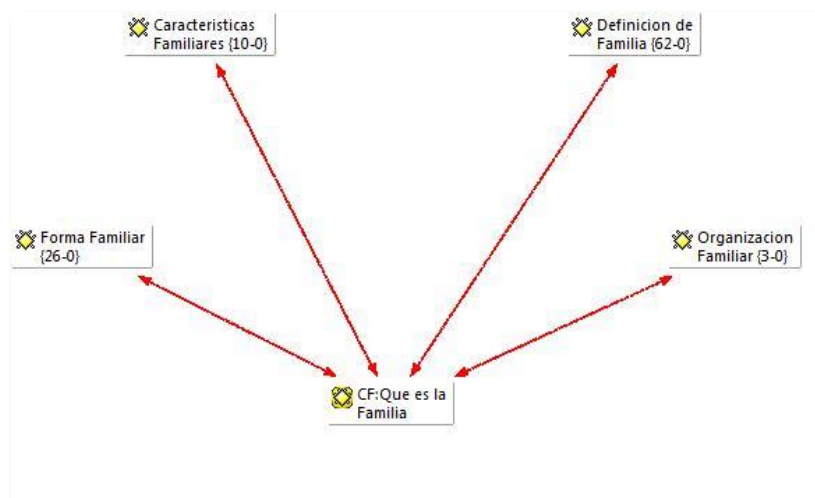 Caracteristicas
Familiares {10-0}
Definicion de
Familia {62-0}
Forma Familiar
{26-0}
Organizacion
Familiar {3-0}
CF:Que es la
Familia